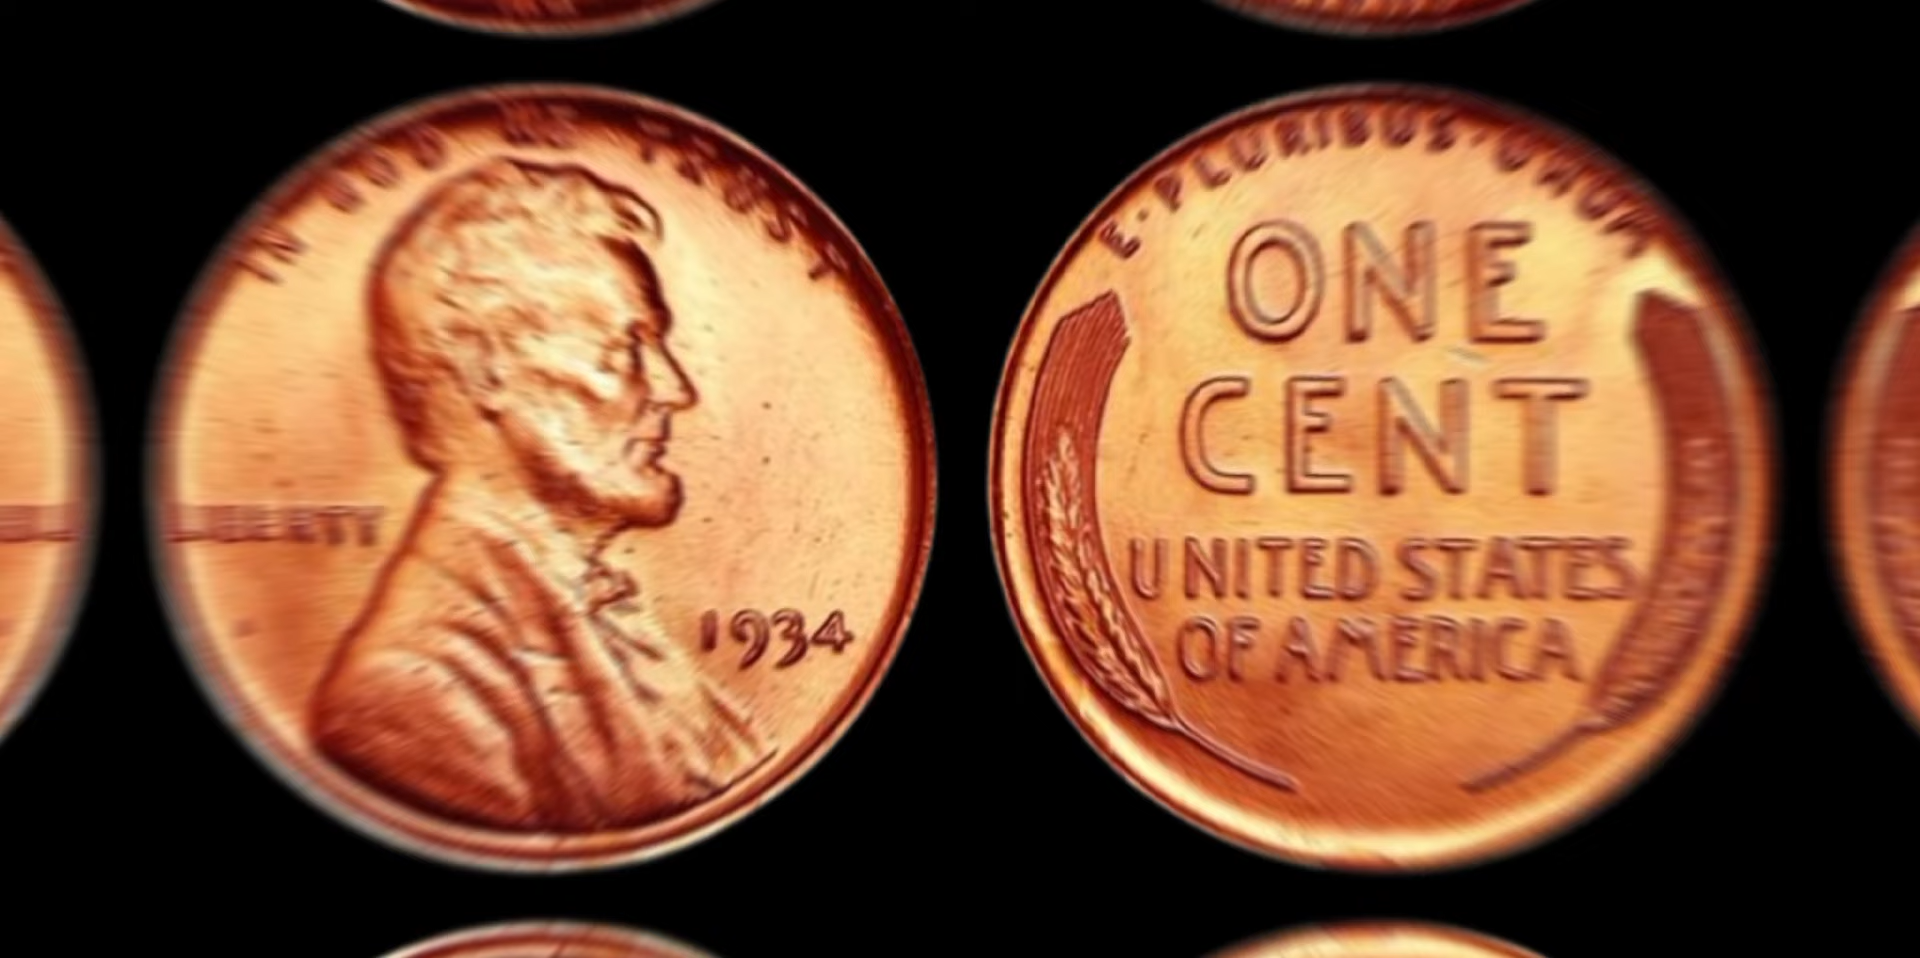 IN GOD WE TRUST
LIBERTY
1934
E·PLURIBUS·UNUM
ONE
CENT
UNITED STATES
OF AMERICA